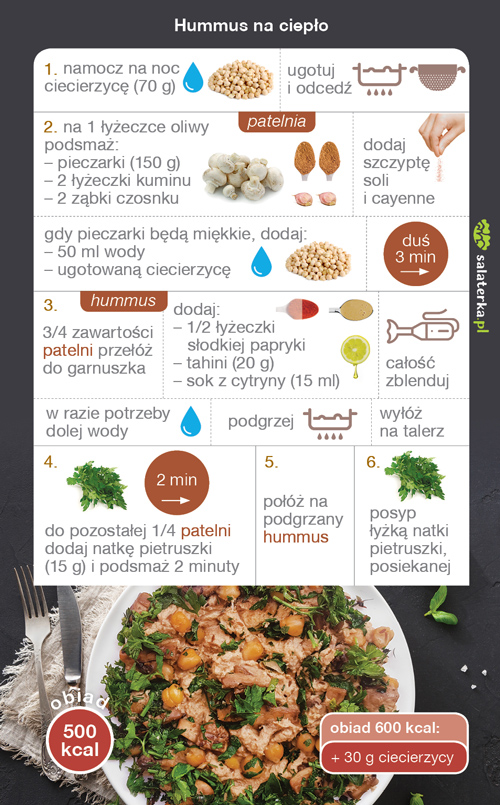 Hummus na ciepło
1. namocz na noc
ciecierzycę (70 g)
ugotuj
i odcedź
2. na 1 łyżeczce oliwy
podsmaż:
– pieczarki (150 g)
– 2 łyżeczki kuminu
– 2 ząbki czosnku
patelnia
dodaj
szczyptę
soli
i cayenne
gdy pieczarki będą miękkie, dodaj:
– 50 ml wody
– ugotowaną ciecierzycę
duś
3 min
salaterka.pl
3. hummus
3/4 zawartości
patelni przełóż
do garnuszka
dodaj:
– 1/2 łyżeczki
słodkiej papryki
– tahini (20 g)
– sok z cytryny (15 ml)
całość
zblenduj
w razie potrzeby
dolej wody
podgrzej
wyłóż
na talerz
4.
2 min
do pozostałej 1/4 patelni
dodaj natkę pietruszki
(15 g) i podsmaż 2 minuty
5.
połóż na
podgrzany
hummus
6.
posyp
łyżką natki
pietruszki,
posiekanej
obiad
500
kcal
obiad 600 kcal:
+ 30 g ciecierzycy